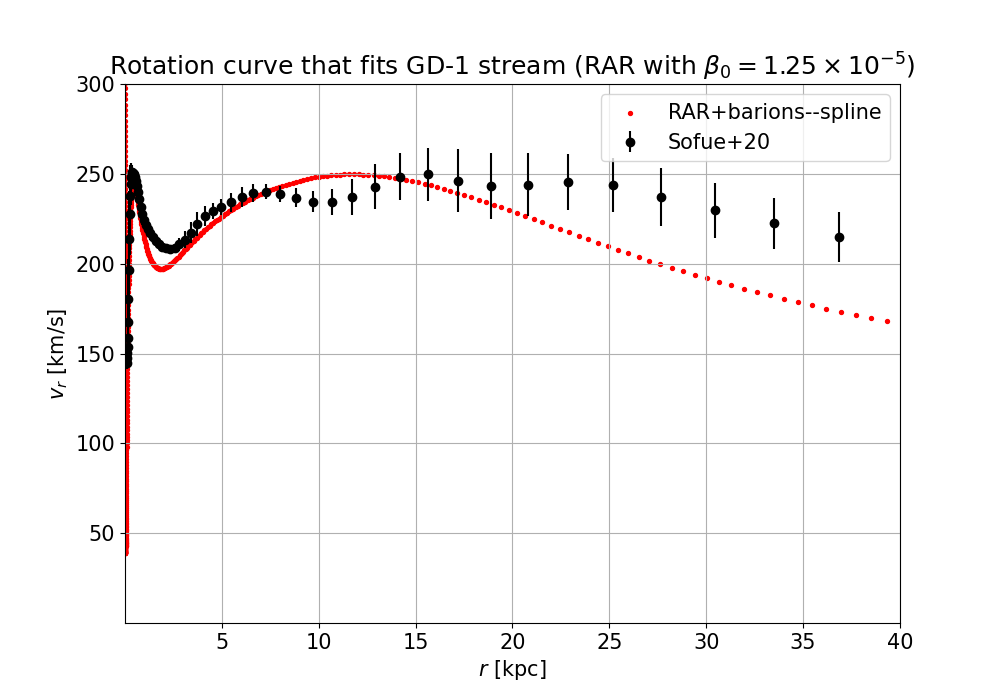 Rotation curve that fits GD-1 stream (RAR with β₀ = 1.25 × 10⁻⁵)
300
250
200
150
100
50
v_r [km/s]
RAR+barions--spline
Sofue+20
5 10 15 20 25 30 35 40
r [kpc]